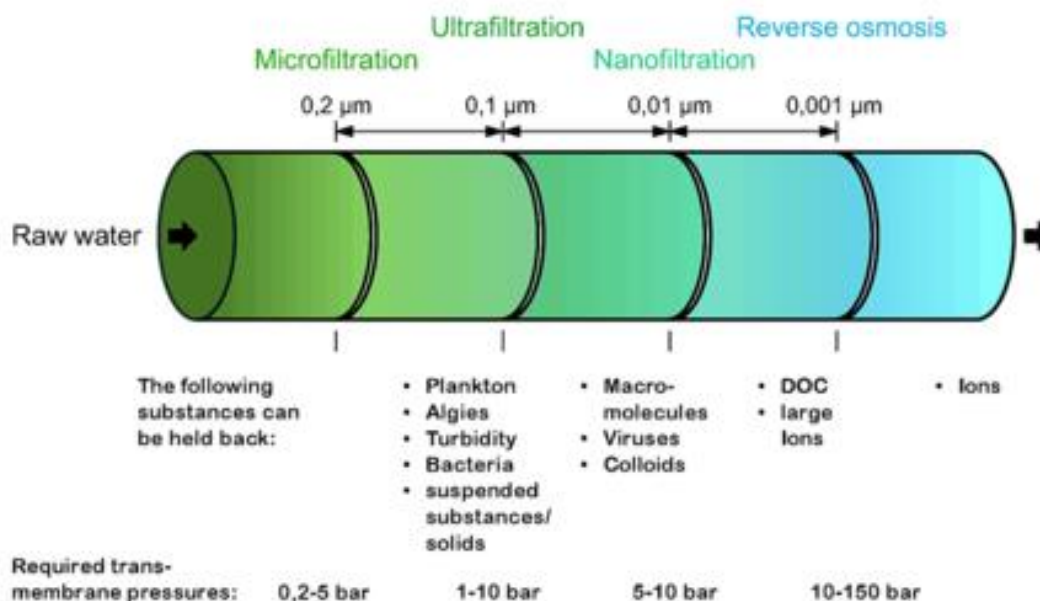 Ultrafiltration
Reverse osmosis
Microfiltration
Nanofiltration
0,2 µm
0,1 µm
0,01 µm
0,001 µm
Raw water
The following
substances can
be held back:
• Plankton
• Algies
• Turbidity
• Bacteria
• suspended
substances/
solids
• Macro-
molecules
• Viruses
• Colloids
• DOC
• large
Ions
• Ions
Required trans-
membrane pressures:
0,2-5 bar
1-10 bar
5-10 bar
10-150 bar